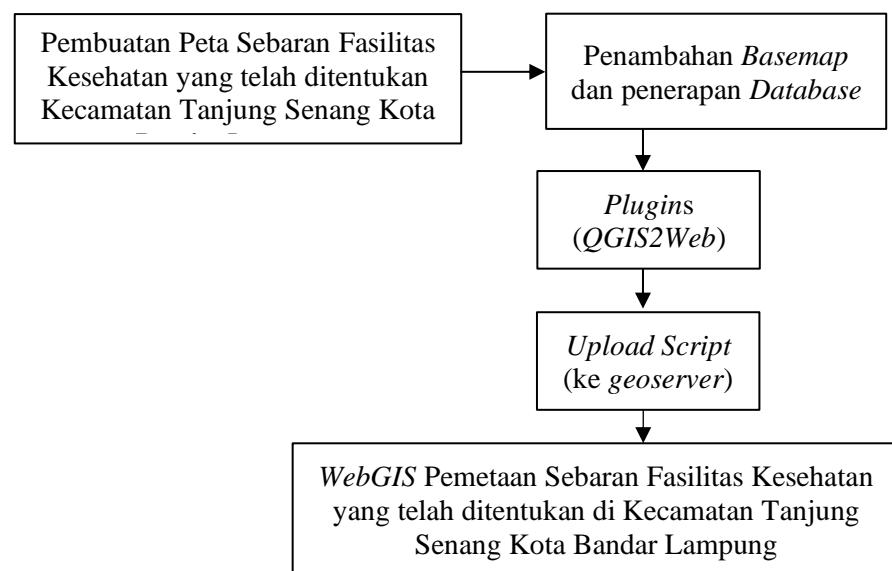 Pembuatan Peta Sebaran Fasilitas
Kesehatan yang telah ditentukan
Kecamatan Tanjung Senang Kota
Penambahan Basemap
dan penerapan Database
Plugins
(QGIS2Web)
Upload Script
(ke geoserver)
WebGIS Pemetaan Sebaran Fasilitas Kesehatan
yang telah ditentukan di Kecamatan Tanjung
Senang Kota Bandar Lampung